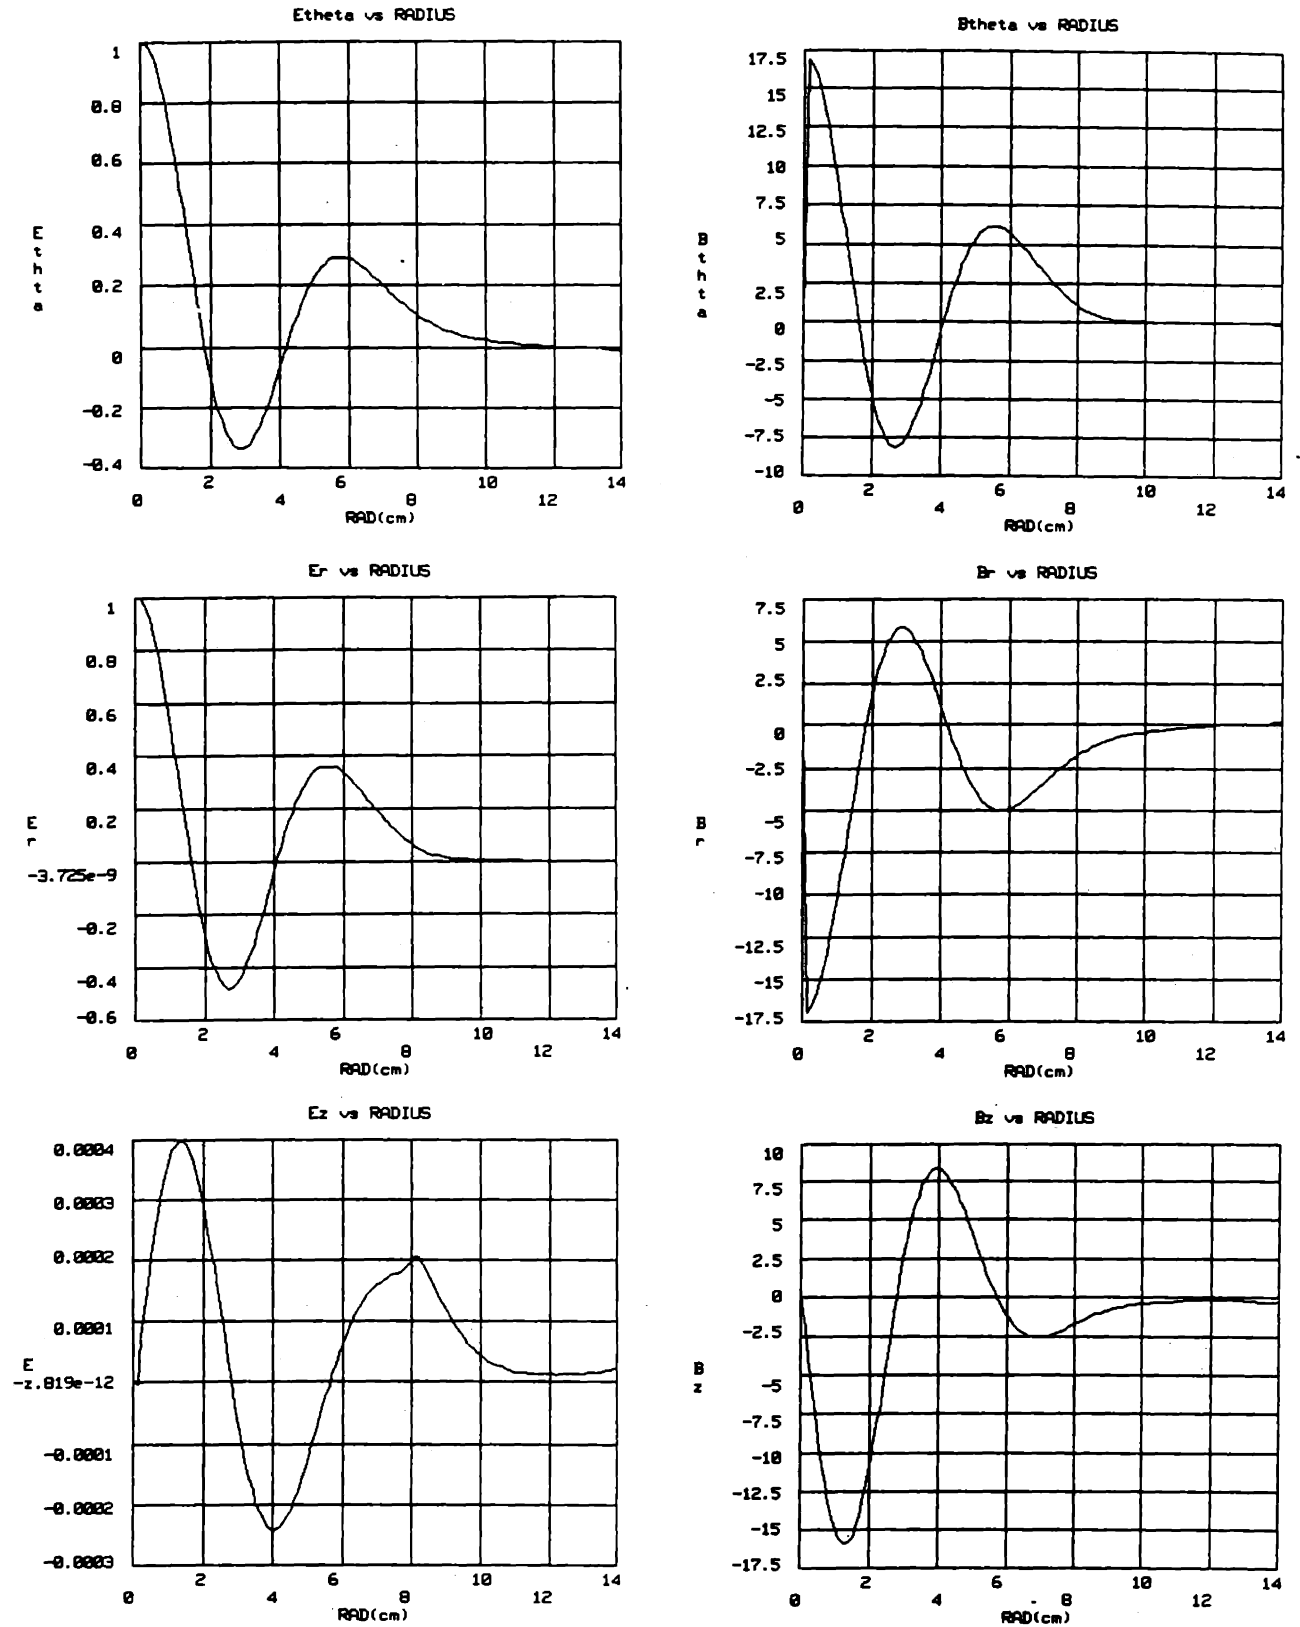 Etheta vs RADIUS
1
0.8
0.6
0.4
0.2
0
-0.2
-0.4
E
t
h
t
a
0 2 4 6 8 10 12 14
RAD(cm)
Btheta vs RADIUS
17.5
15
12.5
10
7.5
5
2.5
0
-2.5
-5
-7.5
-10
B
t
h
t
a
0 2 4 6 8 10 12 14
RAD(cm)
Er vs RADIUS
1
0.8
0.6
0.4
0.2
-3.725e-9
-0.2
-0.4
-0.6
E
r
0 2 4 6 8 10 12 14
RAD(cm)
Br vs RADIUS
7.5
5
2.5
0
-2.5
-5
-7.5
-10
-12.5
-15
-17.5
B
r
0 2 4 6 8 10 12 14
RAD(cm)
Ez vs RADIUS
0.0004
0.0003
0.0002
0.0001
E
-z.819e-12
-0.0001
-0.0002
-0.0003
0 2 4 6 8 10 12 14
RAD(cm)
Bz vs RADIUS
10
7.5
5
2.5
0
-2.5
-5
-7.5
-10
-12.5
-15
-17.5
B
z
0 2 4 6 8 10 12 14
RAD(cm)